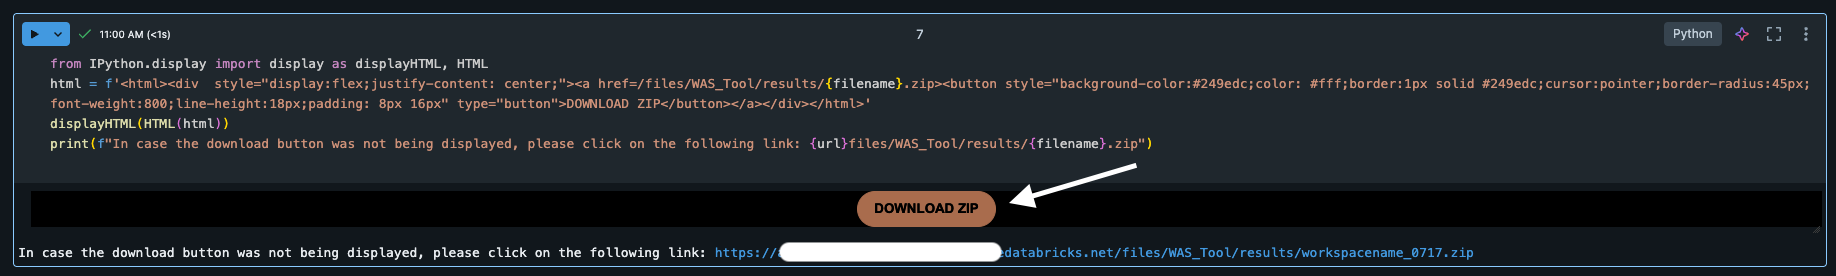 11:00 AM (<1s)
7
Python
from IPython.display import display as displayHTML, HTML
html = f'<html><div  style="display:flex;justify-content: center;"><a href=/files/WAS_Tool/results/{filename}.zip><button style="background-color:#249edc;color: #fff;border:1px solid #249edc;cursor:pointer;border-radius:45px;
font-weight:800;line-height:18px;padding: 8px 16px" type="button">DOWNLOAD ZIP</button></a></div></html>'
displayHTML(HTML(html))
print(f"In case the download button was not being displayed, please click on the following link: {url}files/WAS_Tool/results/{filename}.zip")
DOWNLOAD ZIP
In case the download button was not being displayed, please click on the following link: https:// edatabricks.net/files/WAS_Tool/results/workspacename_0717.zip